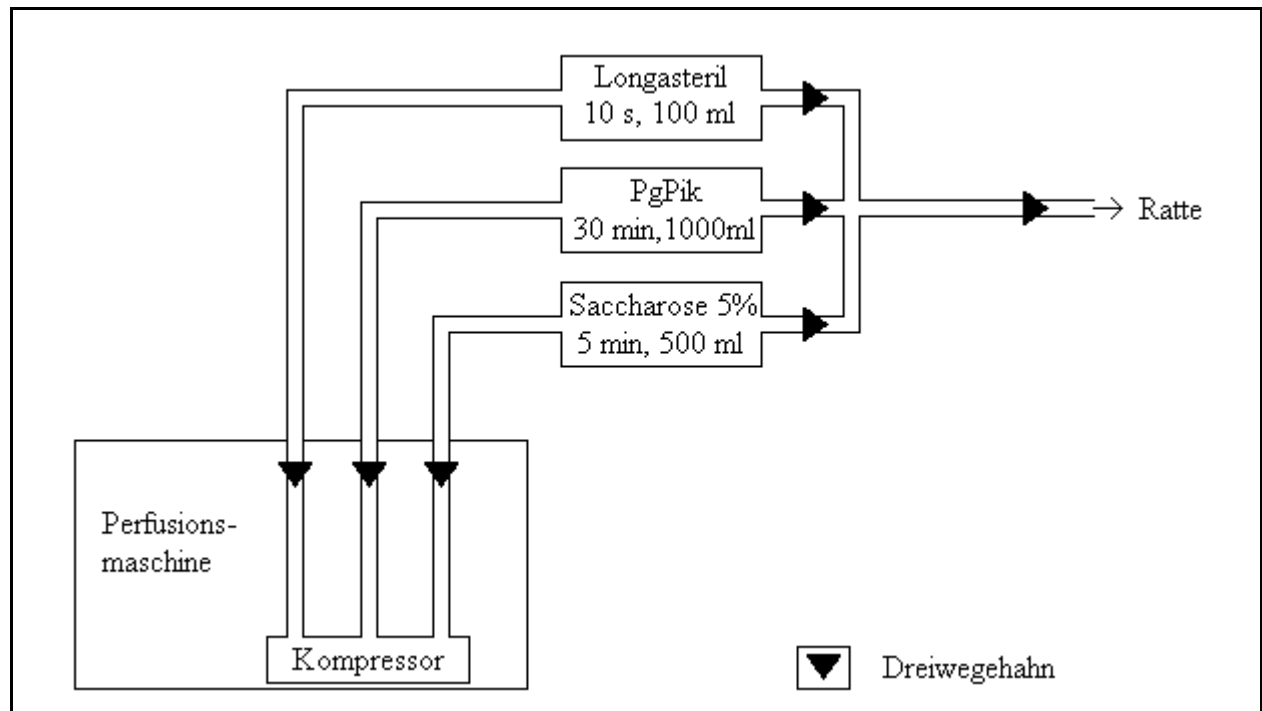 Longasteril
10 s, 100 ml
PgPik
30 min,1000ml
Ratte
Saccharose 5%
5 min, 500 ml
Perfusions-
maschine
Kompressor
Dreiwegehahn